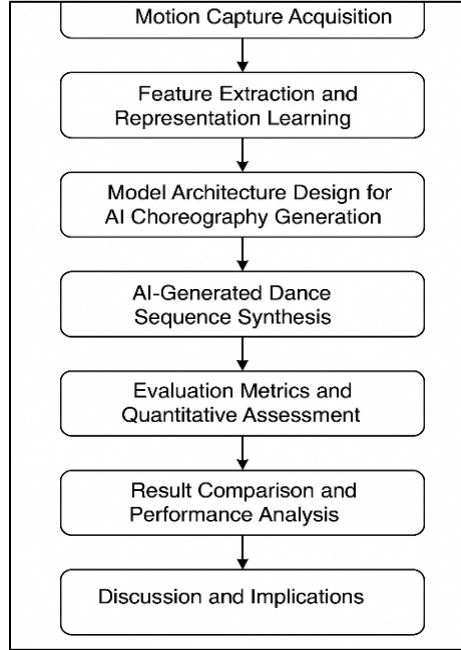 Motion Capture Acquisition
Feature Extraction and
Representation Learning
Model Architecture Design for
AI Choreography Generation
AI-Generated Dance
Sequence Synthesis
Evaluation Metrics and
Quantitative Assessment
Result Comparison and
Performance Analysis
Discussion and Implications